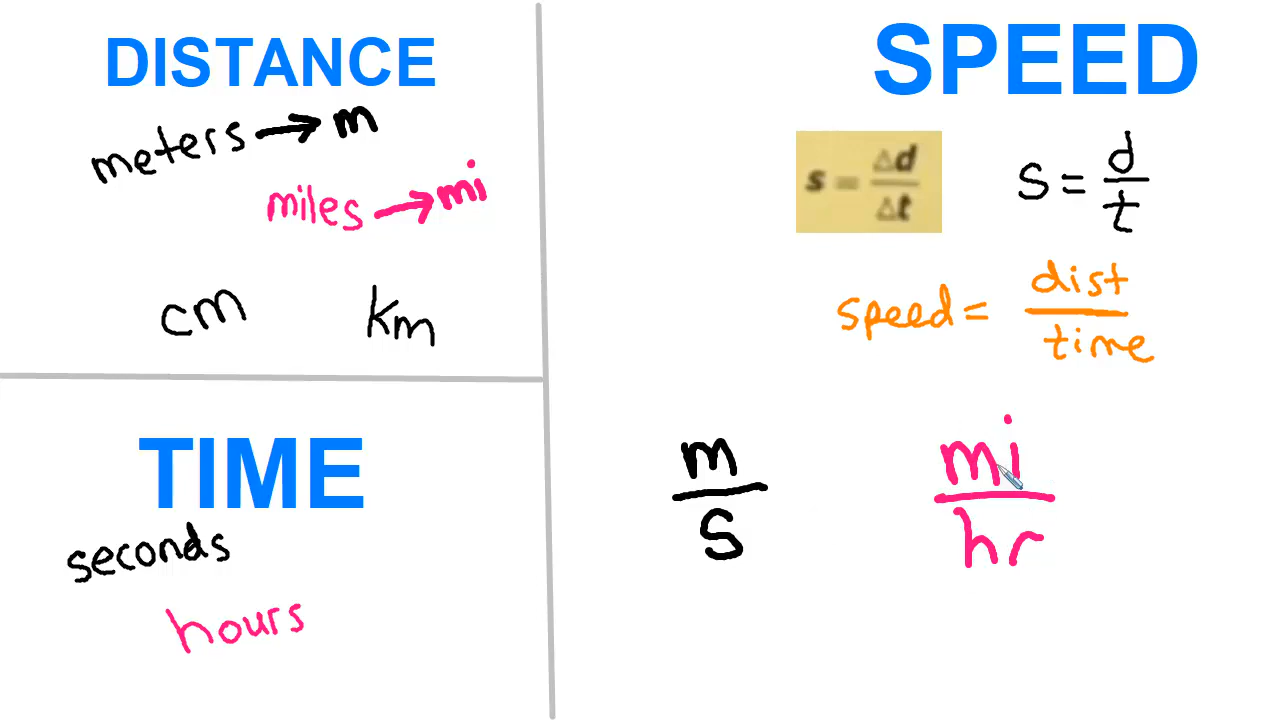 DISTANCE
meters → m
miles → mi
cm km
TIME
seconds
hours
SPEED
s = Δd/Δt
s = d/t
speed = dist/time
m/s
mi/hr